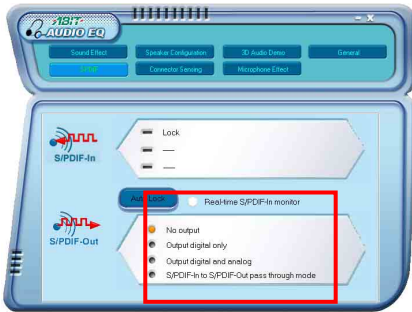 ABIT
AUDIO EQ
Sound Effect
Speaker Configuration
3D Audio Demo
General
S/PDIF
Connector Sensing
Microphone Effect
S/PDIF-In
Lock
Auto Lock
Real-time S/PDIF-In monitor
S/PDIF-Out
No output
Output digital only
Output digital and analog
S/PDIF-In to S/PDIF-Out pass through mode